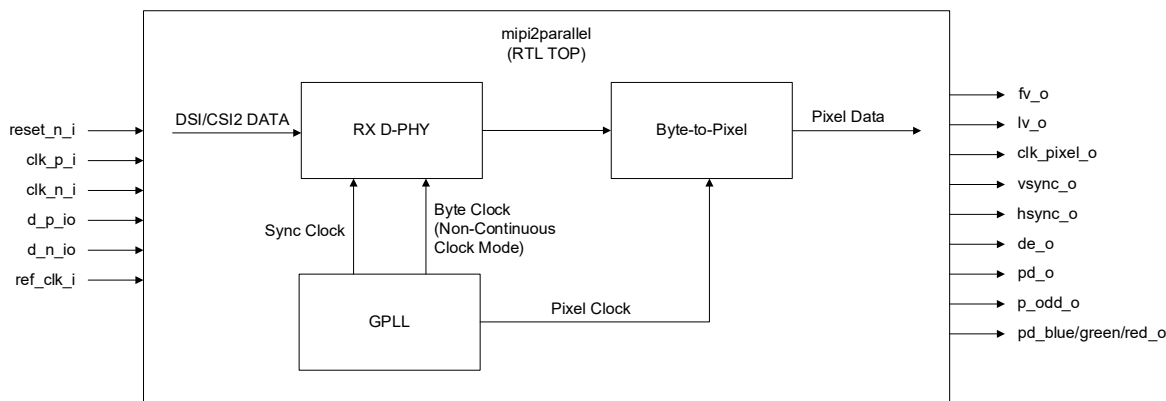 mipi2parallel
(RTL TOP)
reset_n_i
clk_p_i
clk_n_i
d_p_io
d_n_io
ref_clk_i
DSI/CSI2 DATA
RX D-PHY
Byte-to-Pixel
Pixel Data
Sync Clock
Byte Clock
(Non-Continuous
Clock Mode)
GPLL
Pixel Clock
fv_o
lv_o
clk_pixel_o
vsync_o
hsync_o
de_o
pd_o
p_odd_o
pd_blue/green/red_o